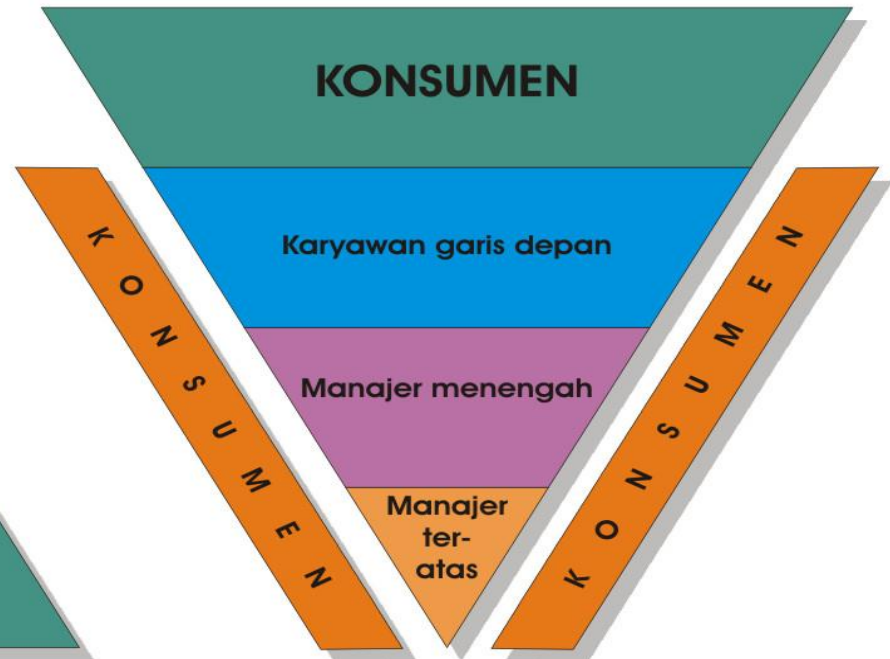 KONSUMEN
Karyawan garis depan
Manajer menengah
Manajer
ter-
atas
KONSUMEN
KONSUMEN